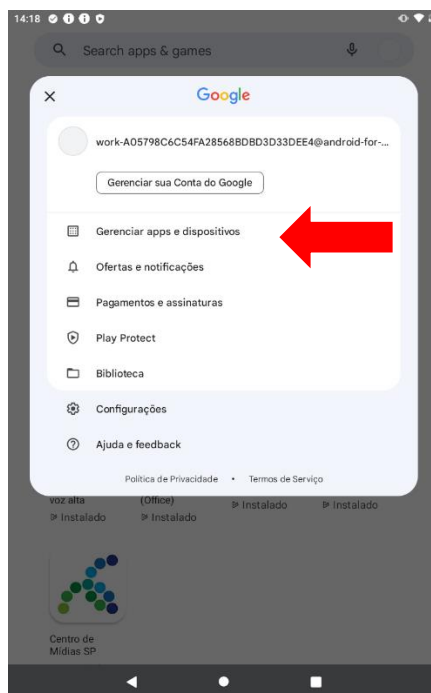 14:18
Search apps & games
Google
work-A05798C6C54FA28568BDBD3D33DEE4@android-for-...
Gerenciar sua Conta do Google
Gerenciar apps e dispositivos
Ofertas e notificações
Pagamentos e assinaturas
Play Protect
Biblioteca
Configurações
Ajuda e feedback
Política de Privacidade • Termos de Serviço
voz alta (Office)
Instalado Instalado Instalado Instalado
Centro de
Mídias SP